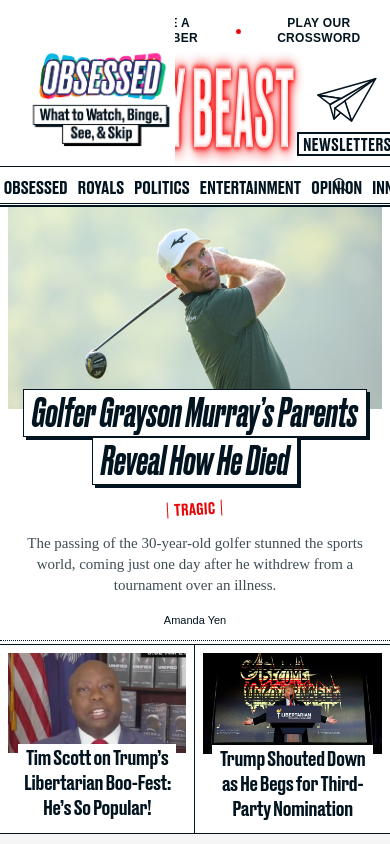 PLAY OUR
CROSSWORD
OBSESSED
What to Watch, Binge,
See, & Skip
BEAST
NEWSLETTERS
OBSESSED ROYALS POLITICS ENTERTAINMENT OPINION
Golfer Grayson Murray's Parents
Reveal How He Died
TRAGIC
The passing of the 30-year-old golfer stunned the sports
world, coming just one day after he withdrew from a
tournament over an illness.
Amanda Yen
BECOME
UNGOVERNABLE
LIBERTARIAN
Tim Scott on Trump's
Libertarian Boo-Fest:
He's So Popular!
Trump Shouted Down
as He Begs for Third-
Party Nomination